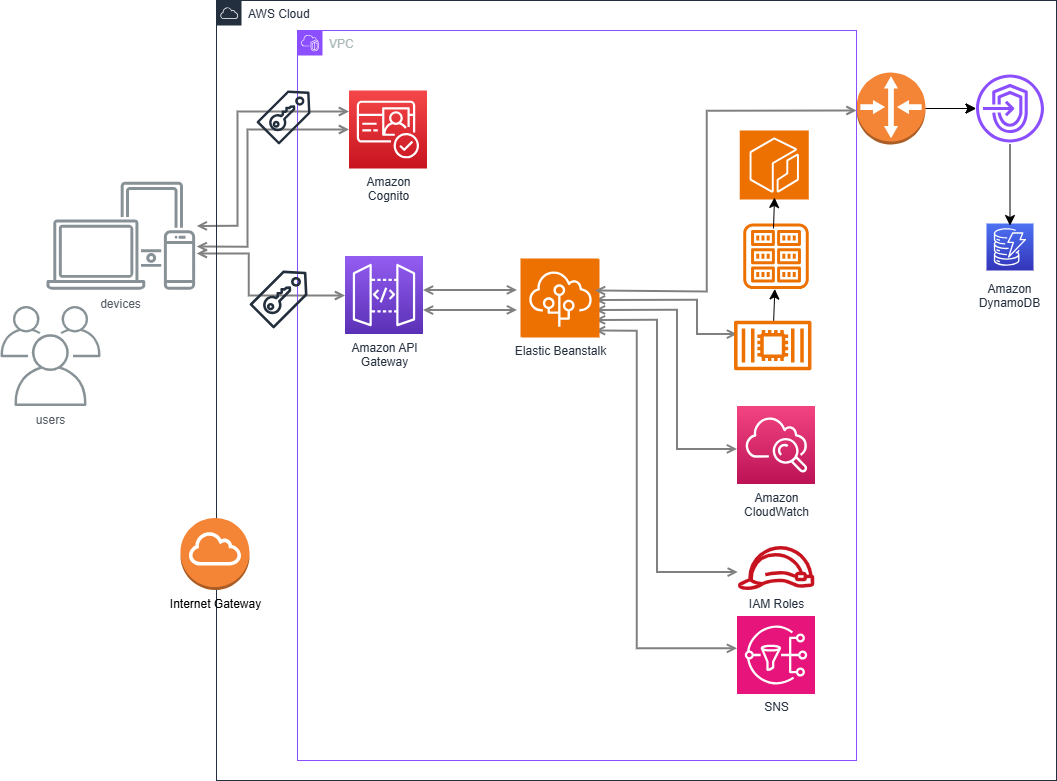 AWS Cloud
VPC
Amazon
Cognito
devices
Amazon
DynamoDB
Amazon API
Gateway
Elastic Beanstalk
users
Amazon
CloudWatch
Internet Gateway
IAM Roles
SNS